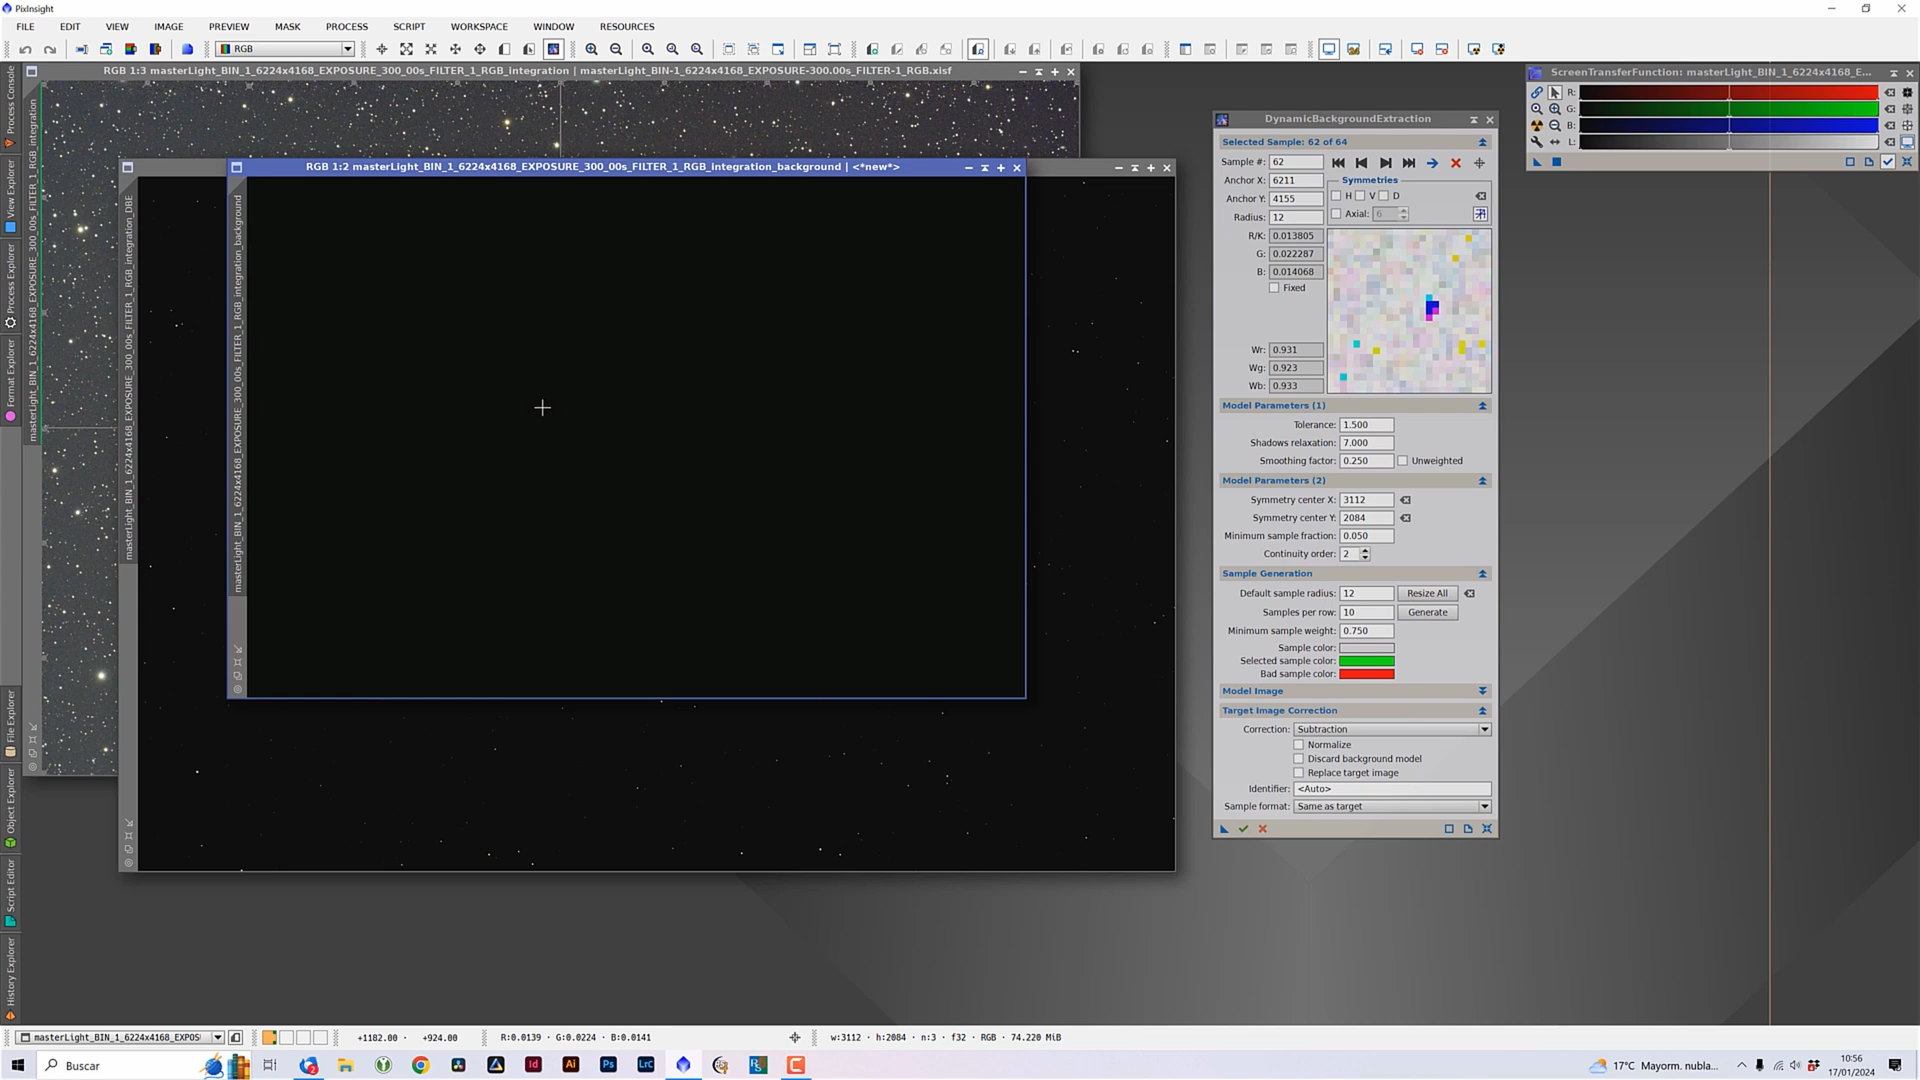 PixInsight
FILE EDIT VIEW IMAGE PREVIEW MASK PROCESS SCRIPT WORKSPACE WINDOW RESOURCES
RGB
RGB 1:3 masterLight_BIN_1_6224x4168_EXPOSURE_300_00s_FILTER_1_RGB_integration | masterLight_BIN-1_6224x4168_EXPOSURE-300.00s_FILTER-1_RGB.xisf
RGB 1:2 masterLight_BIN_1_6224x4168_EXPOSURE_300_00s_FILTER_1_RGB_integration_background | <*new*>
Process Console
View Explorer
Process Explorer
Format Explorer
File Explorer
Object Explorer
Script Editor
History Explorer
masterLight_BIN_1_6224x4168_EXPOSURE_300_00s_FILTER_1_RGB_integration
masterLight_BIN_1_6224x4168_EXPOSURE_300_00s_FILTER_1_RGB_integration_DBE
masterLight_BIN_1_6224x4168_EXPOSURE_300_00s_FILTER_1_RGB_integration_background
ScreenTransferFunction: masterLight_BIN_1_6224x4168_E...
R:
G:
B:
L:
DynamicBackgroundExtraction
Selected Sample: 62 of 64
Sample #: 62
Anchor X: 6211
Symmetries
Anchor Y: 4155
H V D
Radius: 12
Axial: 6
R/K: 0.013805
G: 0.022287
B: 0.014068
Fixed
Wr: 0.931
Wg: 0.923
Wb: 0.933
Model Parameters (1)
Tolerance: 1.500
Shadows relaxation: 7.000
Smoothing factor: 0.250 Unweighted
Model Parameters (2)
Symmetry center X: 3112
Symmetry center Y: 2084
Minimum sample fraction: 0.050
Continuity order: 2
Sample Generation
Default sample radius: 12 Resize All
Samples per row: 10 Generate
Minimum sample weight: 0.750
Sample color:
Selected sample color:
Bad sample color:
Model Image
Target Image Correction
Correction: Subtraction
Normalize
Discard background model
Replace target image
Identifier: <Auto>
Sample format: Same as target
masterLight_BIN_1_6224x4168_EXPOS
+1182.00 · +924.00
R:0.0139 · G:0.0224 · B:0.0141
w:3112 · h:2084 · n:3 · f32 · RGB · 74.220 MiB
Buscar
2
Id
Ai
Ps
LrC
17°C Mayorm. nubla...
10:56
17/01/2024